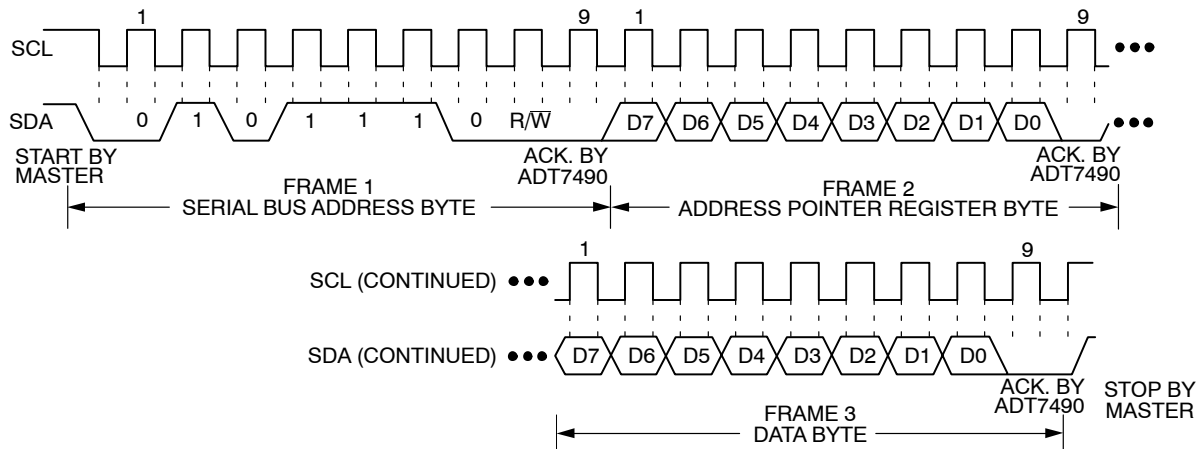 1 9 1 9
SCL
SDA 0 1 0 1 1 1 0 R/W̅ D7 D6 D5 D4 D3 D2 D1 D0
START BY
MASTER
ACK. BY
ADT7490
ACK. BY
ADT7490
FRAME 1
SERIAL BUS ADDRESS BYTE
FRAME 2
ADDRESS POINTER REGISTER BYTE
1 9
SCL (CONTINUED)
SDA (CONTINUED) D7 D6 D5 D4 D3 D2 D1 D0
ACK. BY
ADT7490
STOP BY
MASTER
FRAME 3
DATA BYTE